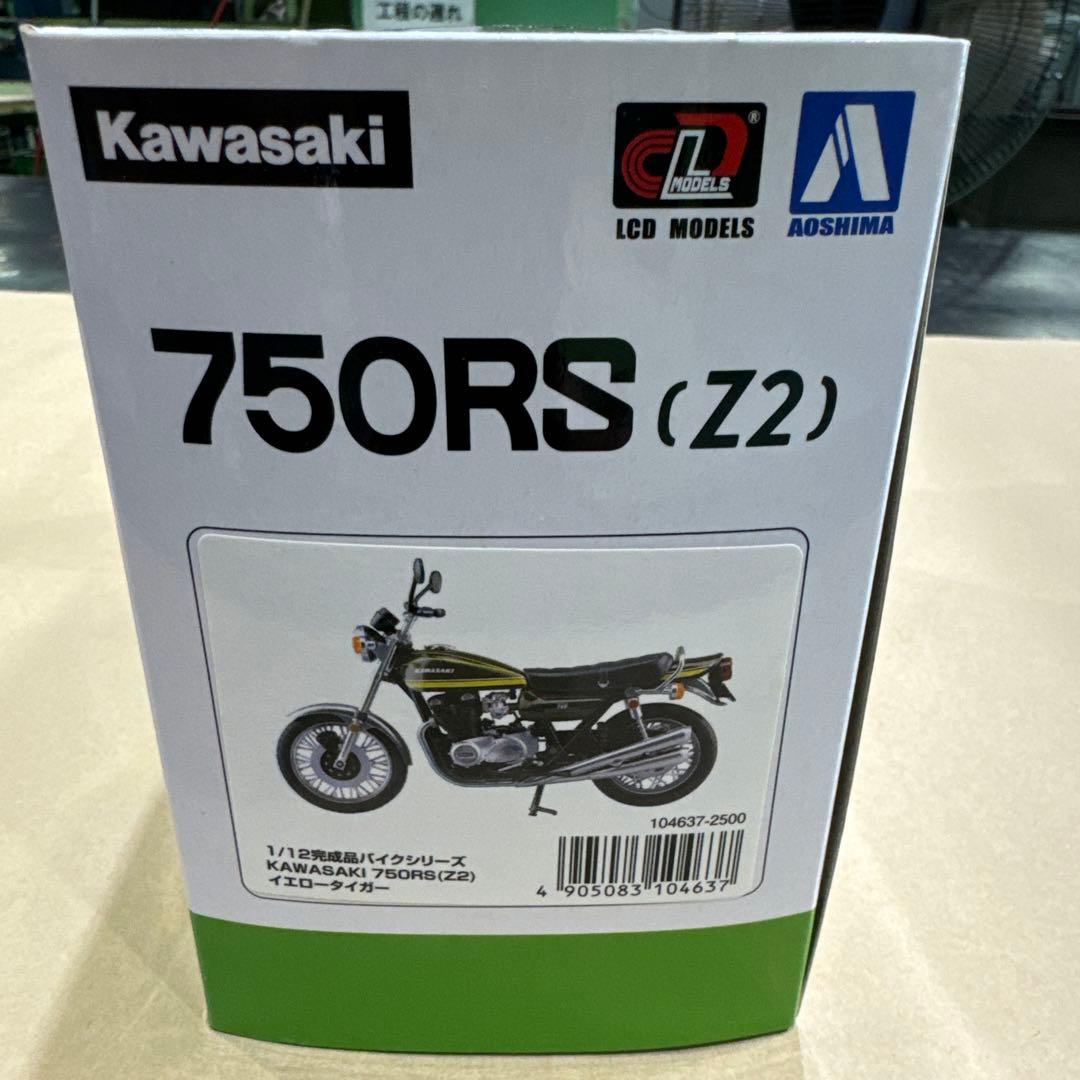 工程の遅れ
Kawasaki
LCD MODELS ®
LCD MODELS
A
AOSHIMA
750RS (Z2)
KAWASAKI
104637-2500
1/12完成品バイクシリーズ
KAWASAKI 750RS(Z2)
イエロータイガー
4 905083 104637